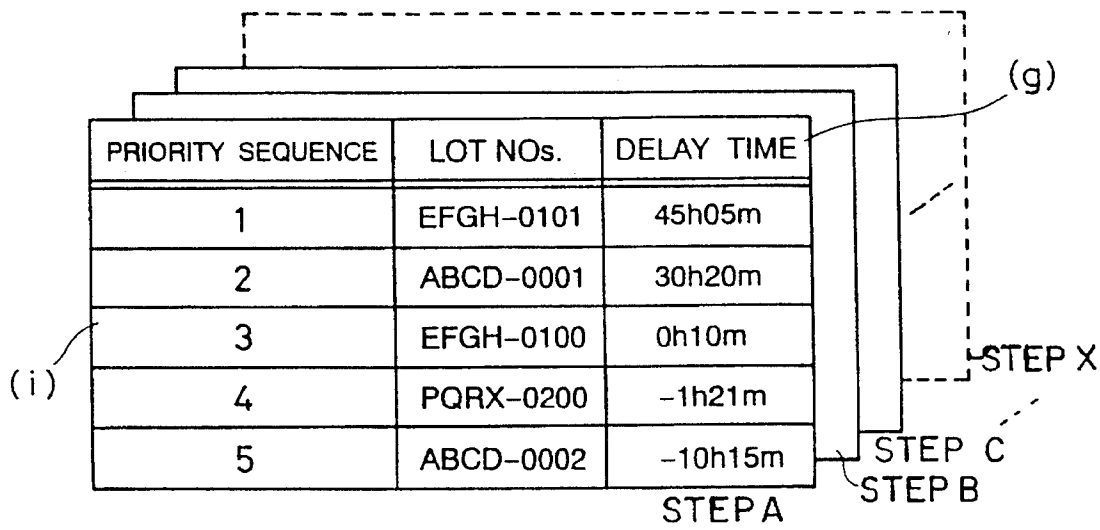 (g)
PRIORITY SEQUENCE LOT NOs. DELAY TIME
1 EFGH-0101 45h05m
2 ABCD-0001 30h20m
3 EFGH-0100 0h10m
4 PQRX-0200 -1h21m
5 ABCD-0002 -10h15m
(i)
STEP X
STEP C
STEP B
STEP A